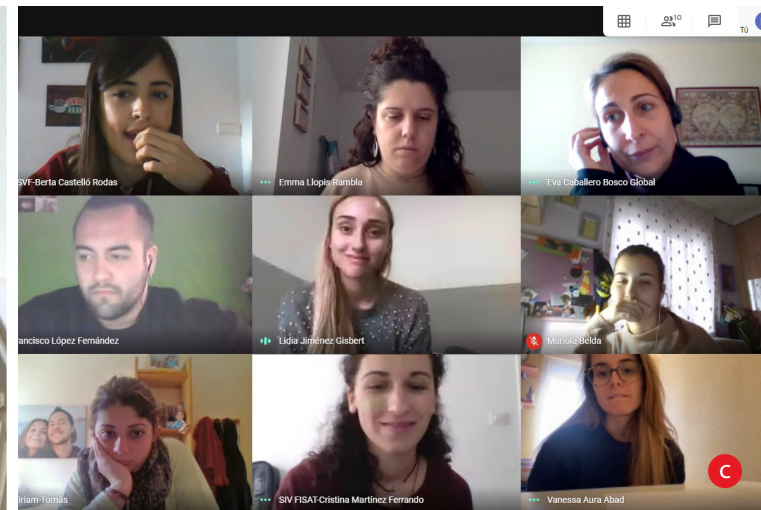 10
Tú
SVF-Berta Castelló Rodas
Emma Llopis Rambla
Eva Caballero Bosco Global
rancisco López Fernández
Lidia Jiménez Gisbert
Mariola Belda
iriam Tomás
SIV FISAT-Cristina Martínez Ferrando
Vanessa Aura Abad
C